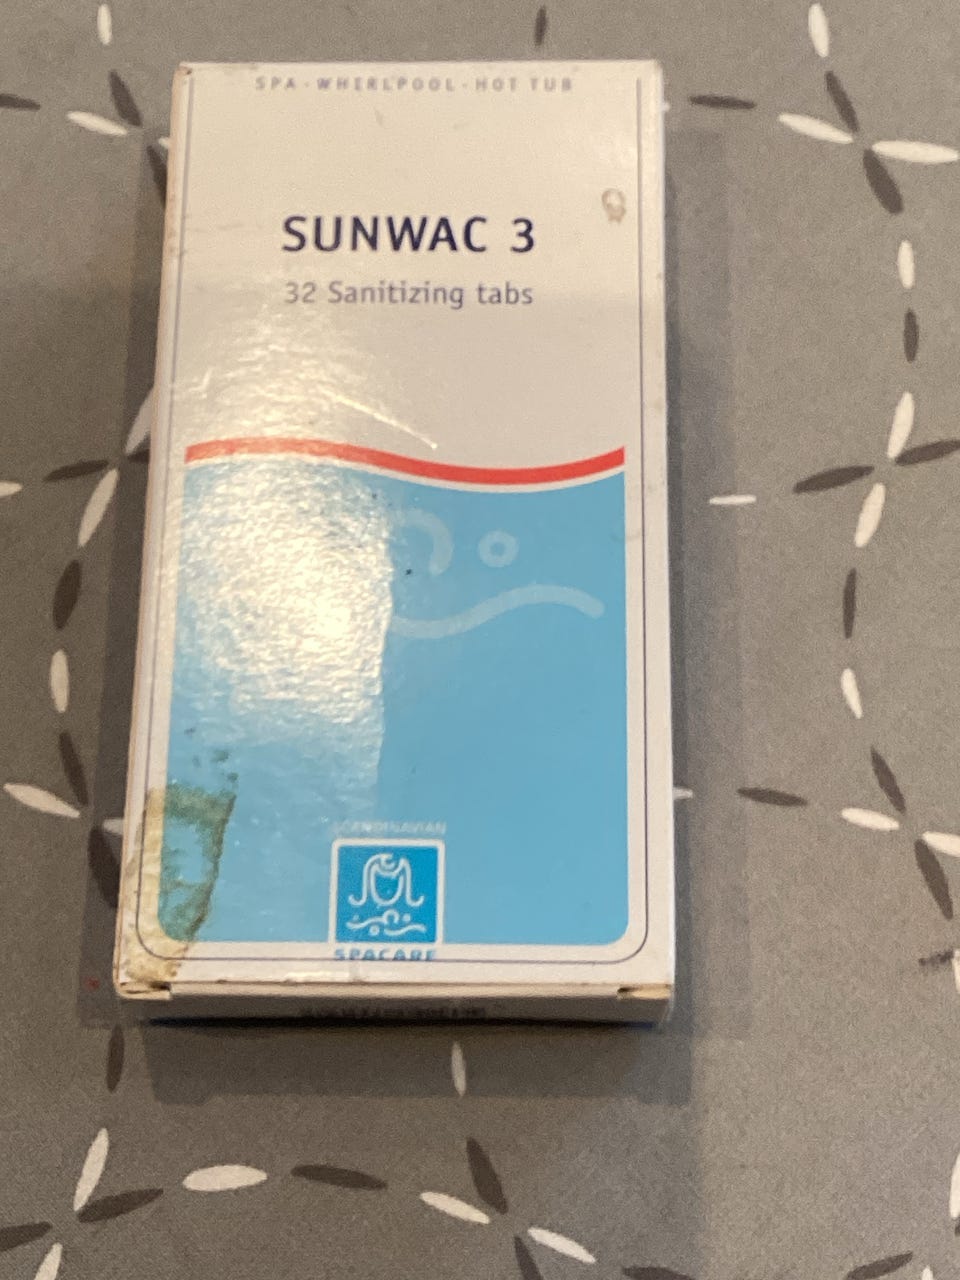 SPA - WHIRLPOOL - HOT TUB
SUNWAC 3
32 Sanitizing tabs
SCANDINAVIAN
SPACARE